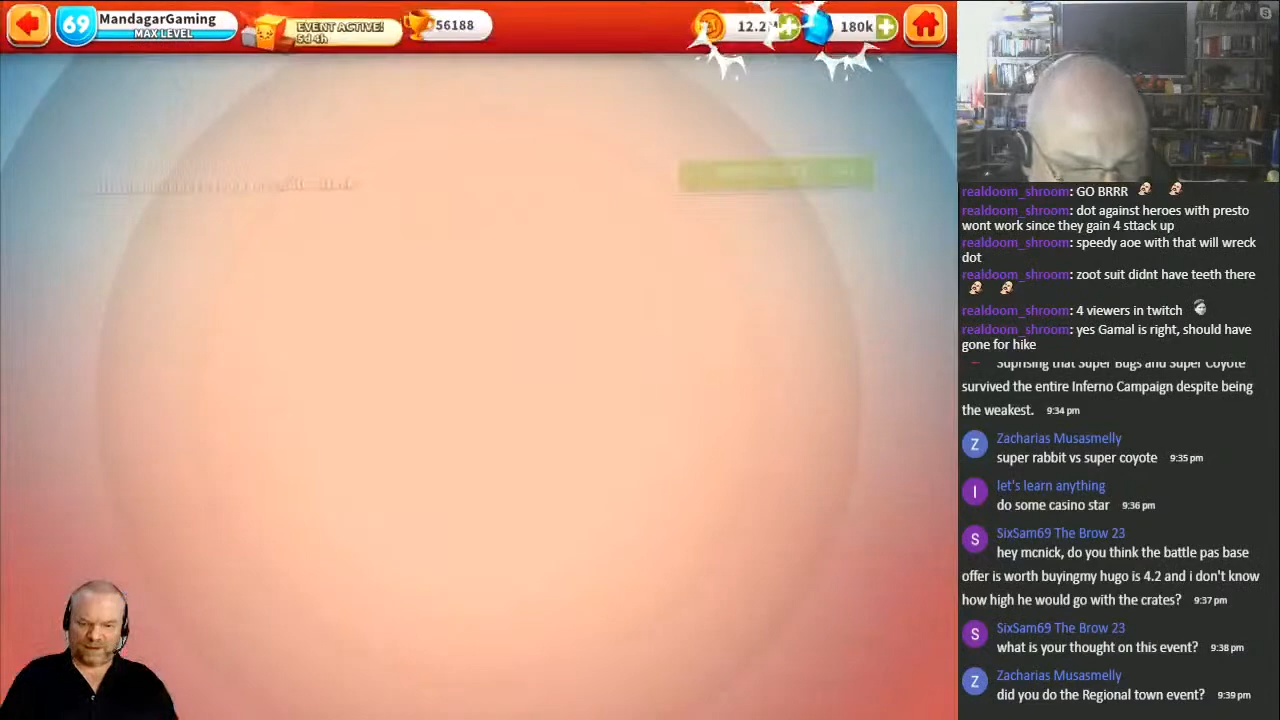 69
MandagarGaming
MAX LEVEL
EVENT ACTIVE!
5d 4h
56188
180k
realdoom_shroom: GO BRRR
realdoom_shroom: dot against heroes with presto
wont work since they gain 4 sttack up
realdoom_shroom: speedy aoe with that will wreck
dot
realdoom_shroom: zoot suit didnt have teeth there
realdoom_shroom: 4 viewers in twitch
realdoom_shroom: yes Gamal is right, should have
gone for hike
Suprising that Super Bugs and Super Coyote
survived the entire Inferno Campaign despite being
the weakest. 9:34 pm
Z
Zacharias Musasmelly
super rabbit vs super coyote 9:35 pm
I
let's learn anything
do some casino star 9:36 pm
S
SixSam69 The Brow 23
hey mcnick, do you think the battle pas base
offer is worth buyingmy hugo is 4.2 and i don't know
how high he would go with the crates? 9:37 pm
S
SixSam69 The Brow 23
what is your thought on this event? 9:38 pm
Z
Zacharias Musasmelly
did you do the Regional town event? 9:39 pm